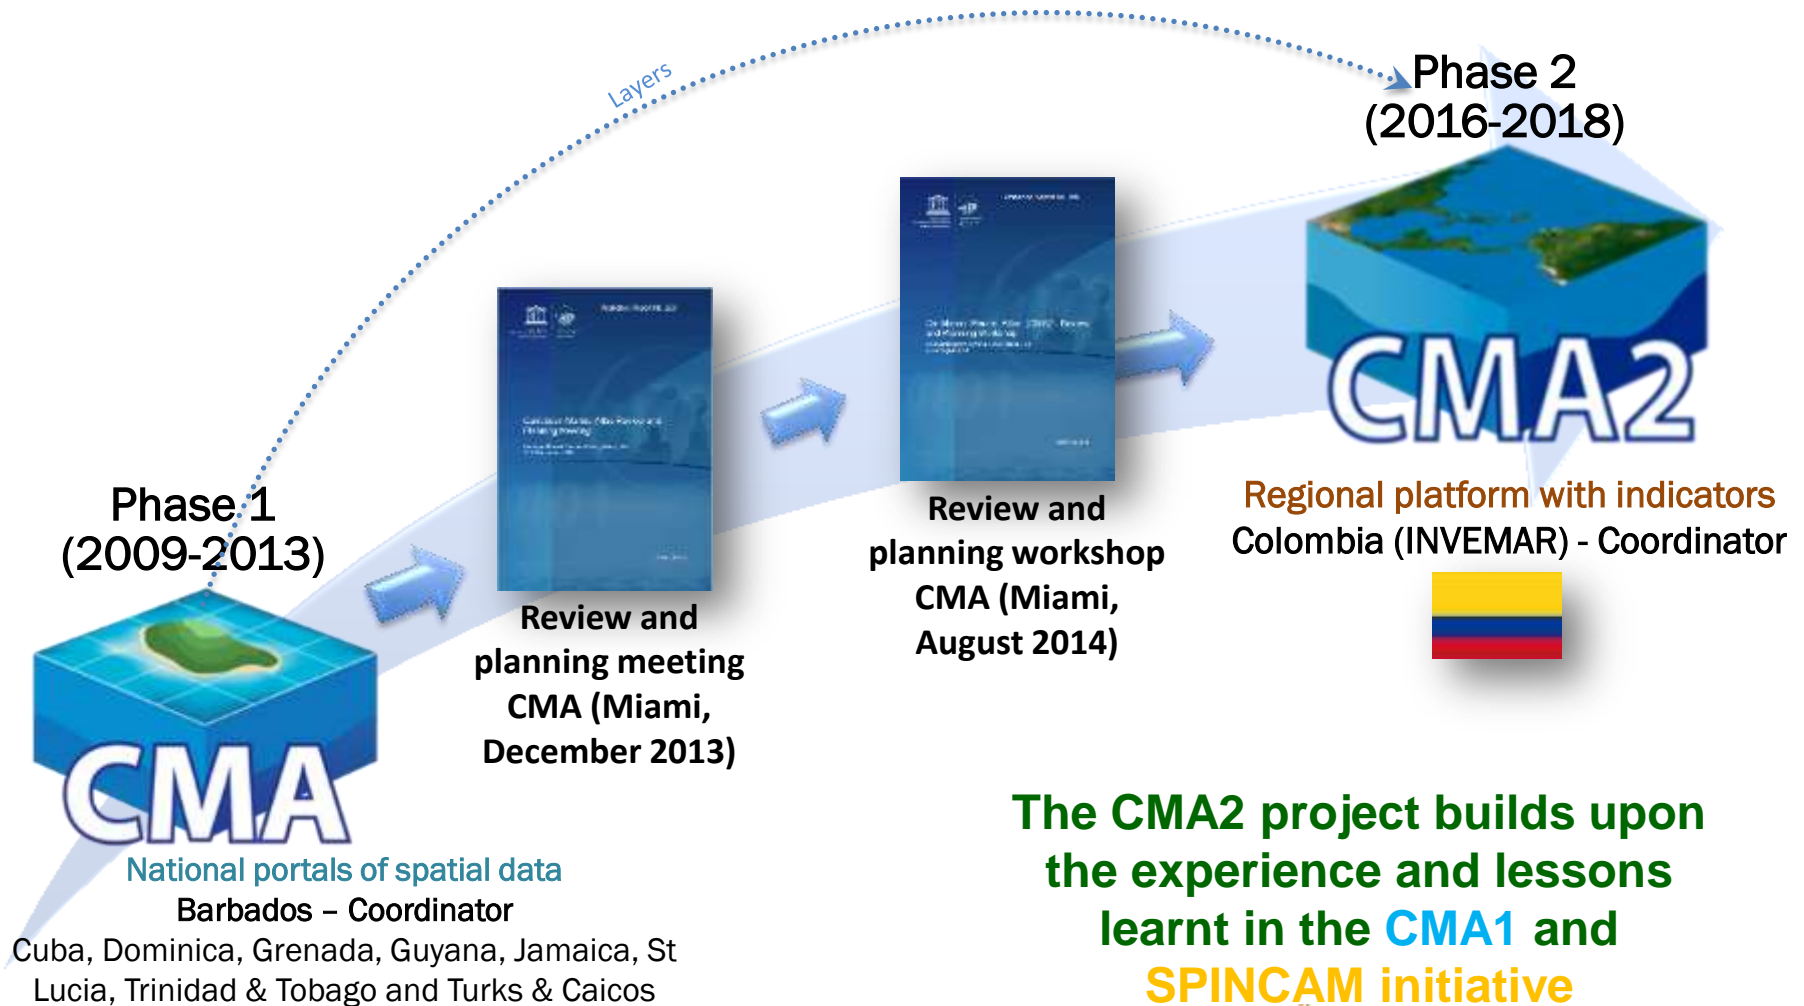 Layers
Phase 2
(2016-2018)
CMA2
Regional platform with indicators
Colombia (INVEMAR) - Coordinator
Review and
planning workshop
CMA (Miami,
August 2014)
Review and
planning meeting
CMA (Miami,
December 2013)
Phase 1
(2009-2013)
CMA
National portals of spatial data
Barbados – Coordinator
Cuba, Dominica, Grenada, Guyana, Jamaica, St
Lucia, Trinidad & Tobago and Turks & Caicos
The CMA2 project builds upon
the experience and lessons
learnt in the CMA1 and
SPINCAM initiative